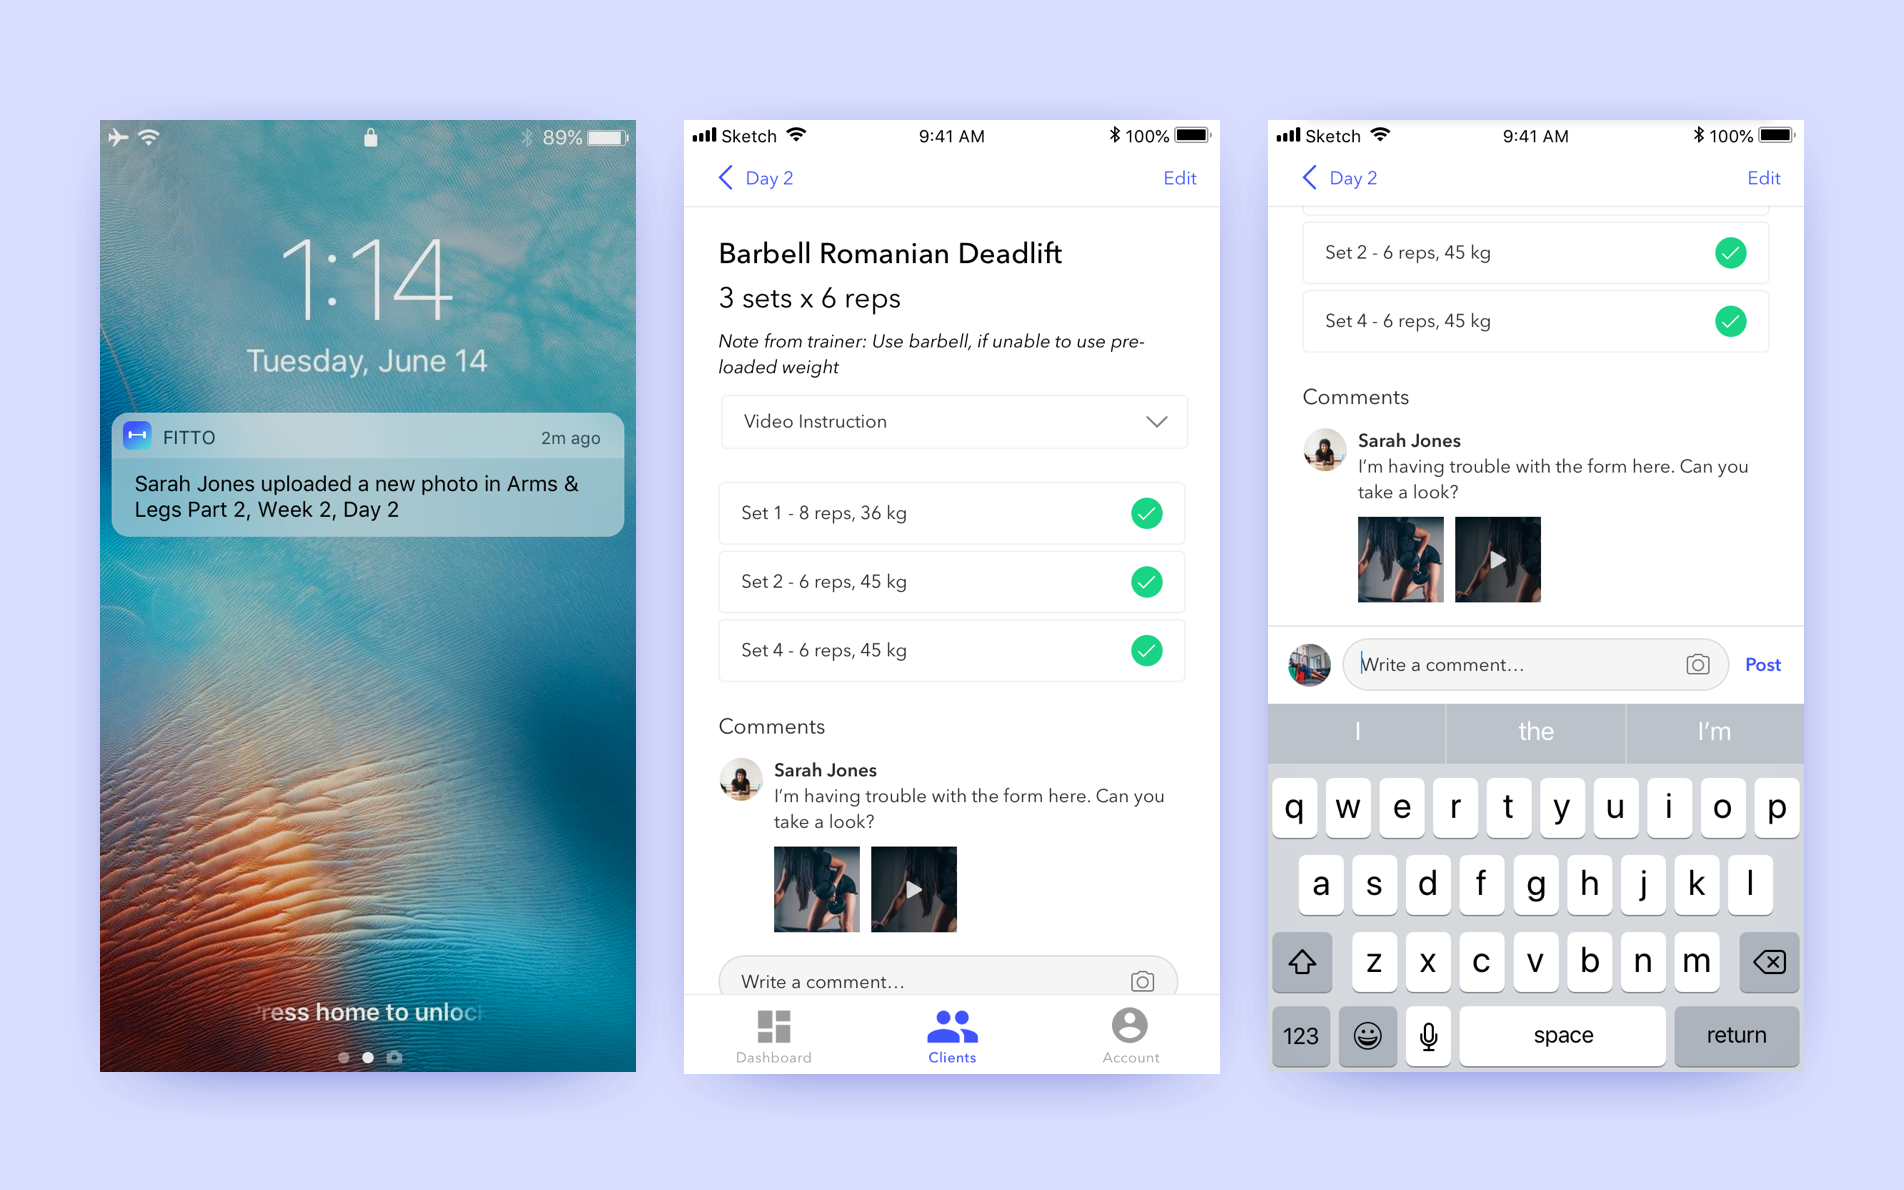 89%
1:14
Tuesday, June 14
FITTO
2m ago
Sarah Jones uploaded a new photo in Arms &
Legs Part 2, Week 2, Day 2
ress home to unloc
Sketch
9:41 AM
100%
Day 2
Edit
Barbell Romanian Deadlift
3 sets x 6 reps
Note from trainer: Use barbell, if unable to use pre-
loaded weight
Video Instruction
Set 1 - 8 reps, 36 kg
Set 2 - 6 reps, 45 kg
Set 4 - 6 reps, 45 kg
Comments
Sarah Jones
I'm having trouble with the form here. Can you
take a look?
Write a comment...
Dashboard
Clients
Account
Sketch
9:41 AM
100%
Day 2
Edit
Set 2 - 6 reps, 45 kg
Set 4 - 6 reps, 45 kg
Comments
Sarah Jones
I'm having trouble with the form here. Can you
take a look?
Write a comment...
Post
I
the
I'm
q w e r t y u i o p
a s d f g h j k l
z x c v b n m
123
space
return